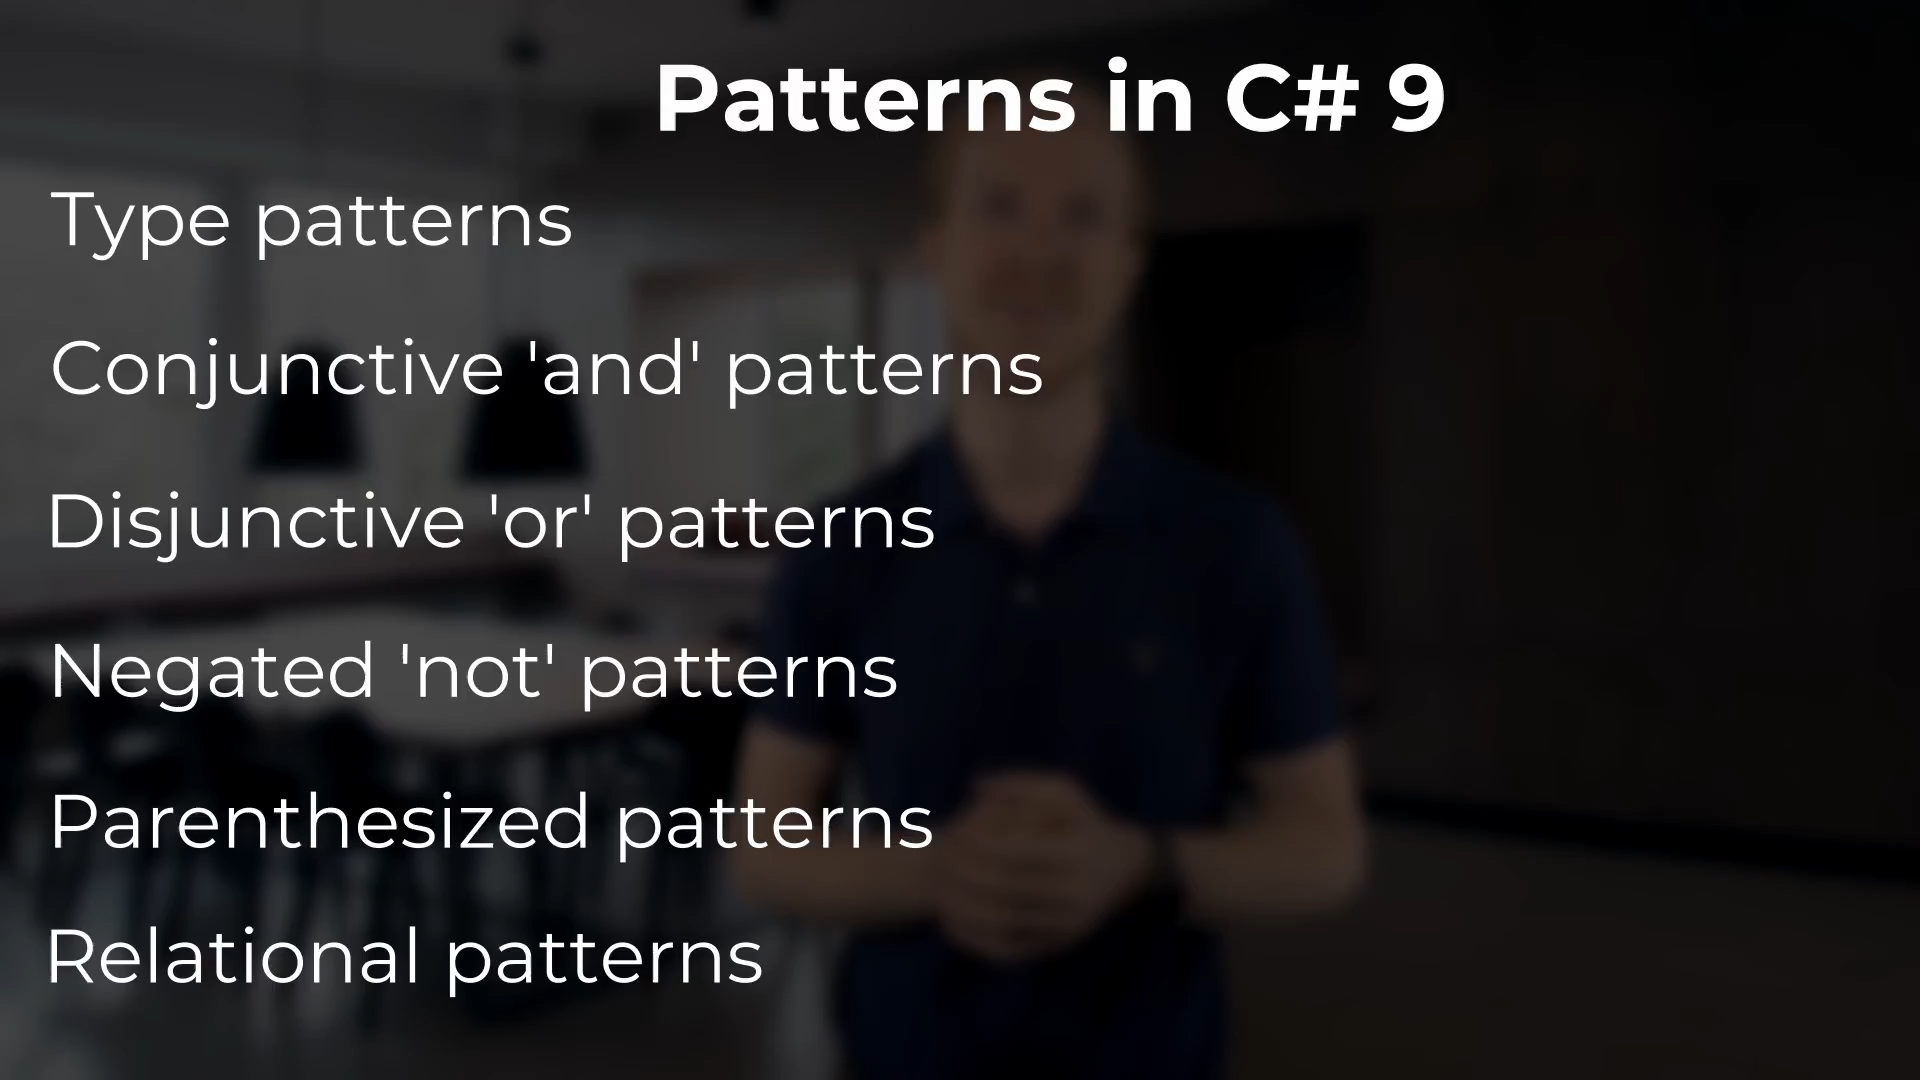 Patterns in C# 9
Type patterns
Conjunctive 'and' patterns
Disjunctive 'or' patterns
Negated 'not' patterns
Parenthesized patterns
Relational patterns